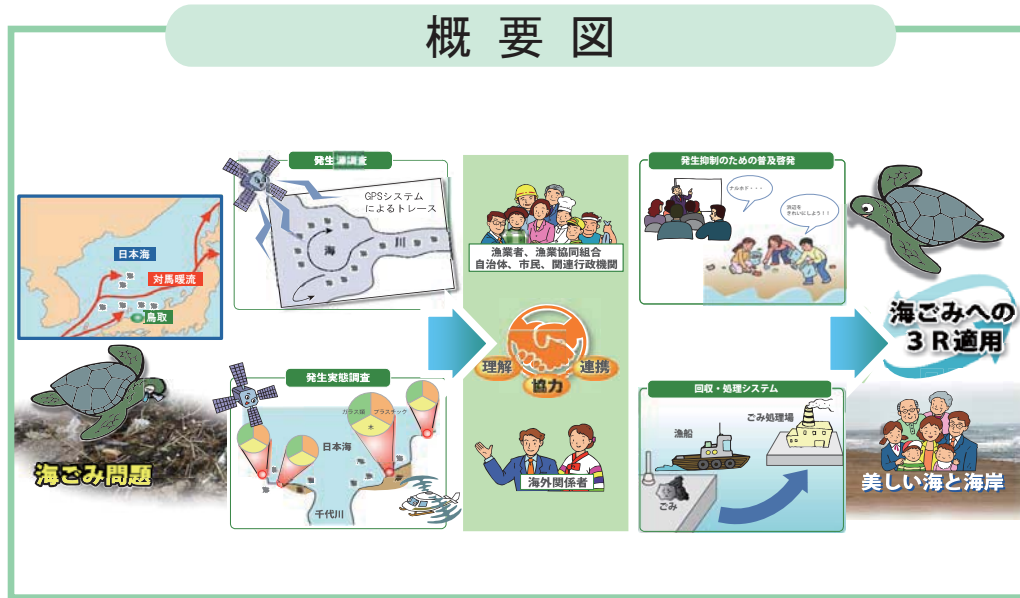 概要図
日本海
対馬暖流
鳥取
海ごみ問題
発生源調査
GPSシステム
によるトレース
海
川
発生実態調査
ガラス類
プラスチック
木
日本海
千代川
漁業者、漁業協同組合
自治体、市民、関連行政機関
理解
連携
協力
海外関係者
発生抑制のための普及啓発
ナルホド・・・
浜辺を
きれいにしよう！！
回収・処理システム
漁船
ごみ処理場
ごみ
海ごみへの
3R適用
美しい海と海岸